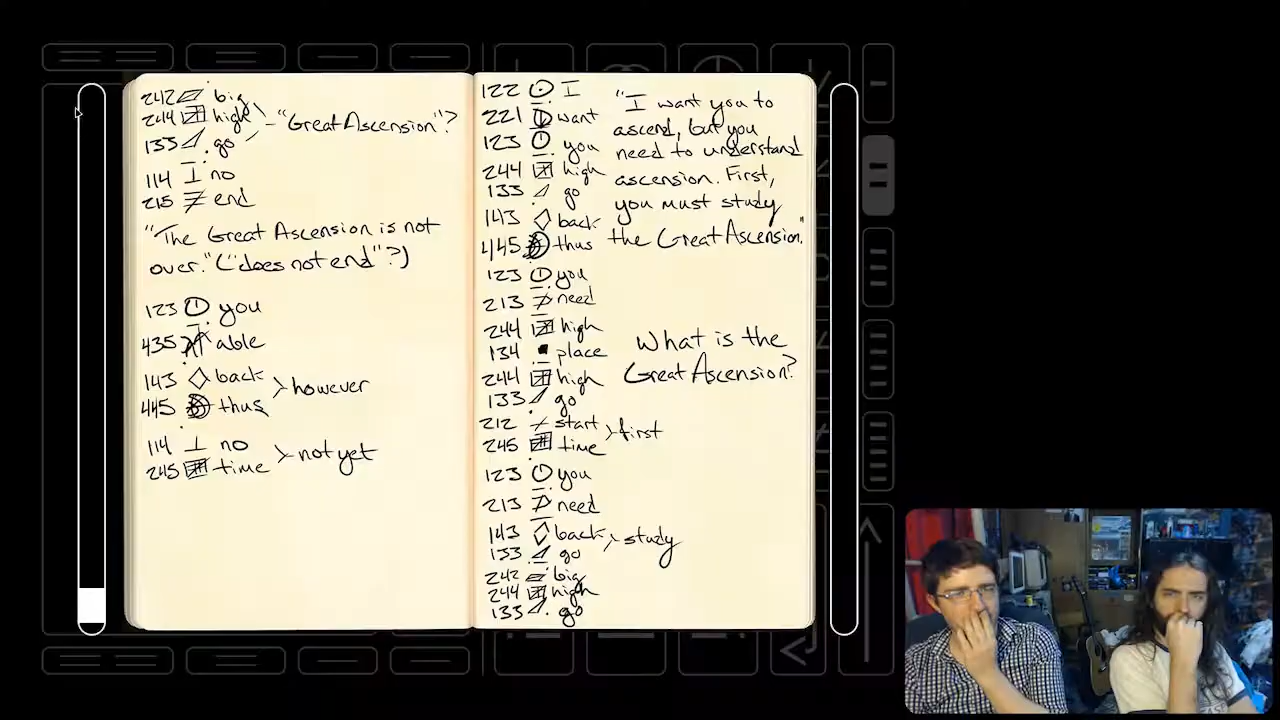 242 big
244 high
133 go
"Great Ascension"?
114 no
215 end
"The Great Ascension is not
over." ("does not end"?)
123 you
435 able
143 back
445 thus
however
114 no
245 time
not yet
122 I
221 want
123 you
244 high
133 go
143 back
445 thus
123 you
213 need
244 high
134 place
244 high
133 go
212 start
245 time
first
123 you
213 need
143 back
133 go
study
242 big
244 high
133 go
"I want you to
ascend, but you
need to understand
ascension. First,
you must study
the Great Ascension.
What is the
Great Ascension?